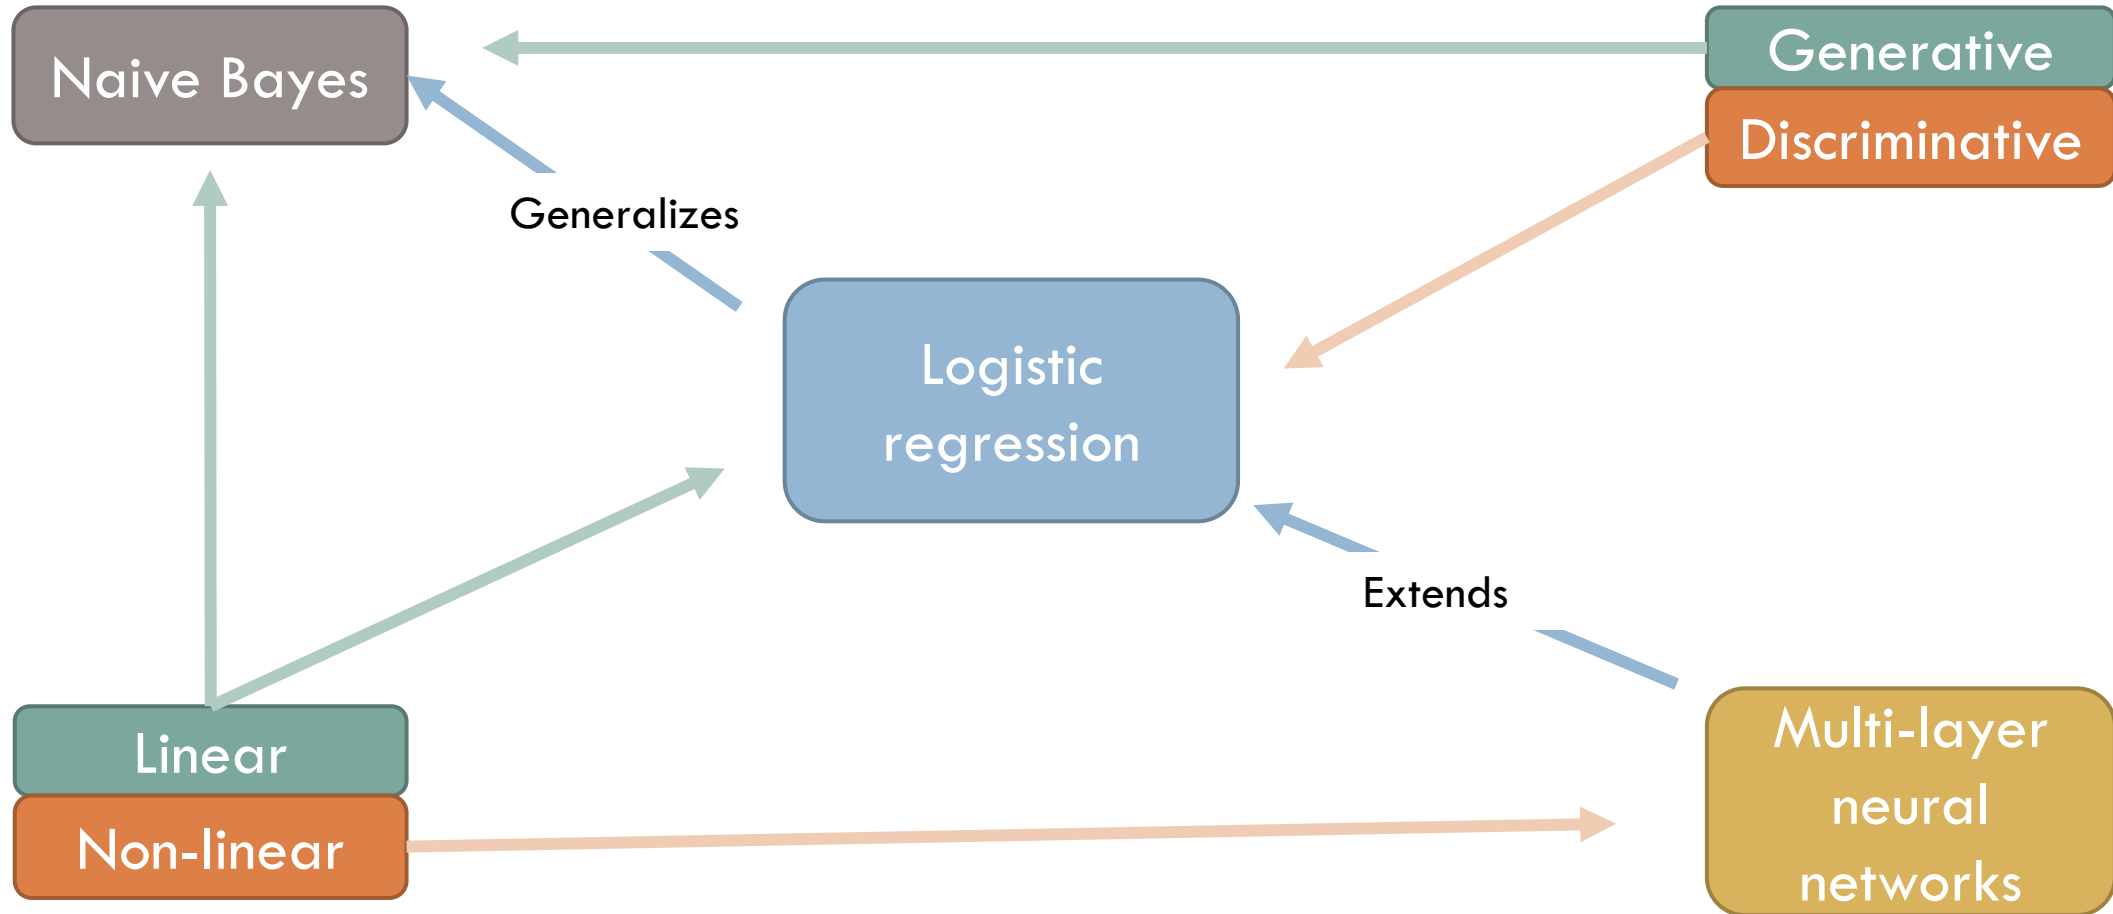 Naive Bayes
Generative
Discriminative
Generalizes
Logistic
regression
Extends
Linear
Non-linear
Multi-layer
neural
networks